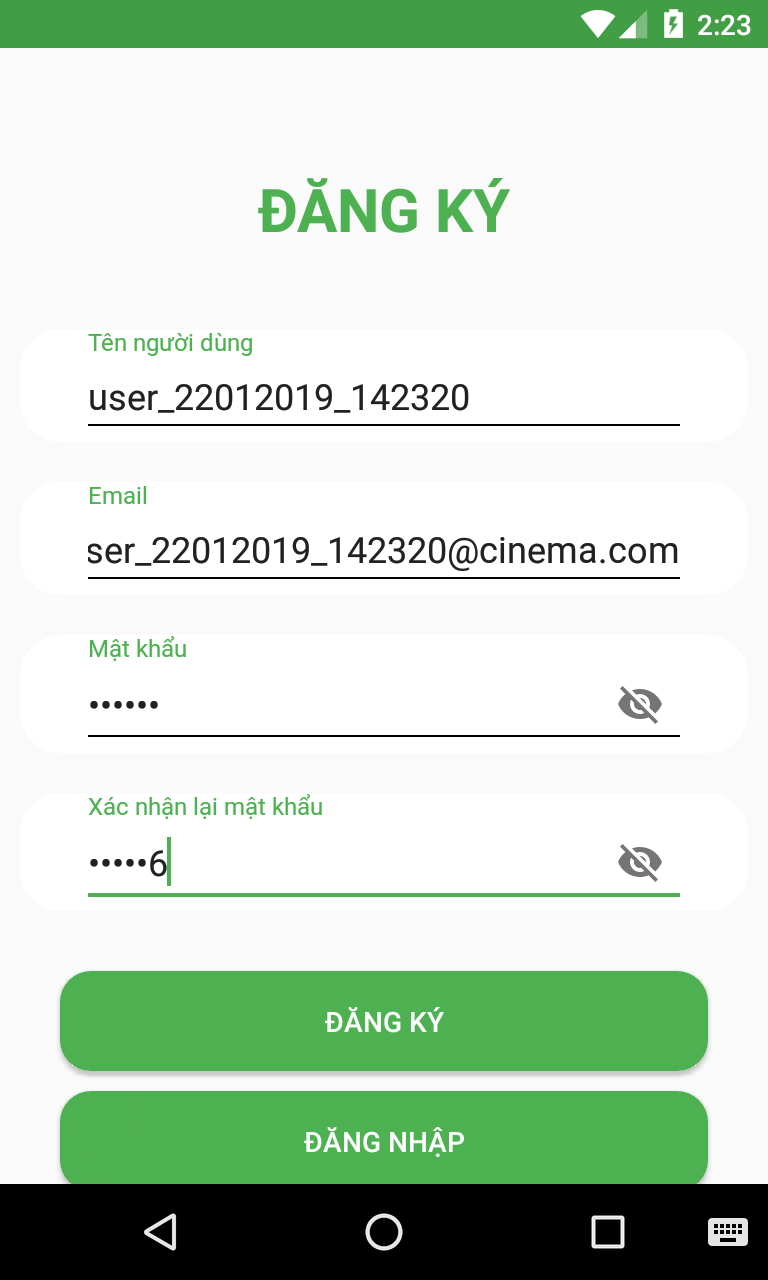 2:23
ĐĂNG KÝ
Tên người dùng
user_22012019_142320
Email
ser_22012019_142320@cinema.com
Mật khẩu
••••••
Xác nhận lại mật khẩu
•••••6
ĐĂNG KÝ
ĐĂNG NHẬP